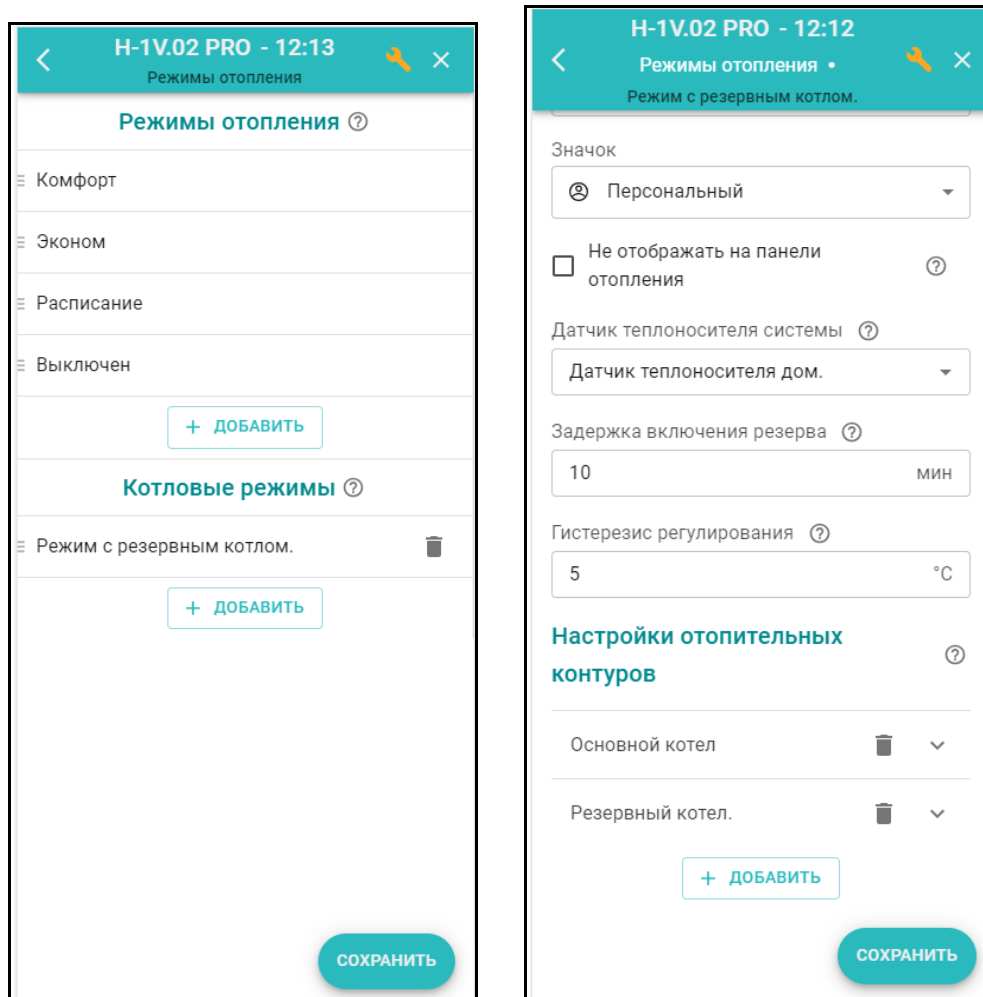 H-1V.02 PRO - 12:13
Режимы отопления
Режимы отопления
Комфорт
Эконом
Расписание
Выключен
+ ДОБАВИТЬ
Котловые режимы
Режим с резервным котлом.
+ ДОБАВИТЬ
СОХРАНИТЬ
H-1V.02 PRO - 12:12
Режимы отопления •
Режим с резервным котлом.
Значок
Персональный
Не отображать на панели
отопления
Датчик теплоносителя системы
Датчик теплоносителя дом.
Задержка включения резерва
10 мин
Гистерезис регулирования
5 °C
Настройки отопительных
контуров
Основной котел
Резервный котел.
+ ДОБАВИТЬ
СОХРАНИТЬ